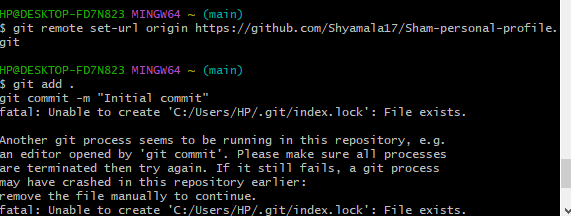 HP@DESKTOP-FD7N823 MINGW64 ~ (main)
$ git remote set-url origin https://github.com/Shyamala17/Sham-personal-profile.
git
HP@DESKTOP-FD7N823 MINGW64 ~ (main)
$ git add .
git commit -m "Initial commit"
fatal: Unable to create 'C:/Users/HP/.git/index.lock': File exists.
Another git process seems to be running in this repository, e.g.
an editor opened by 'git commit'. Please make sure all processes
are terminated then try again. If it still fails, a git process
may have crashed in this repository earlier:
remove the file manually to continue.
fatal: Unable to create 'C:/Users/HP/.git/index.lock': File exists.